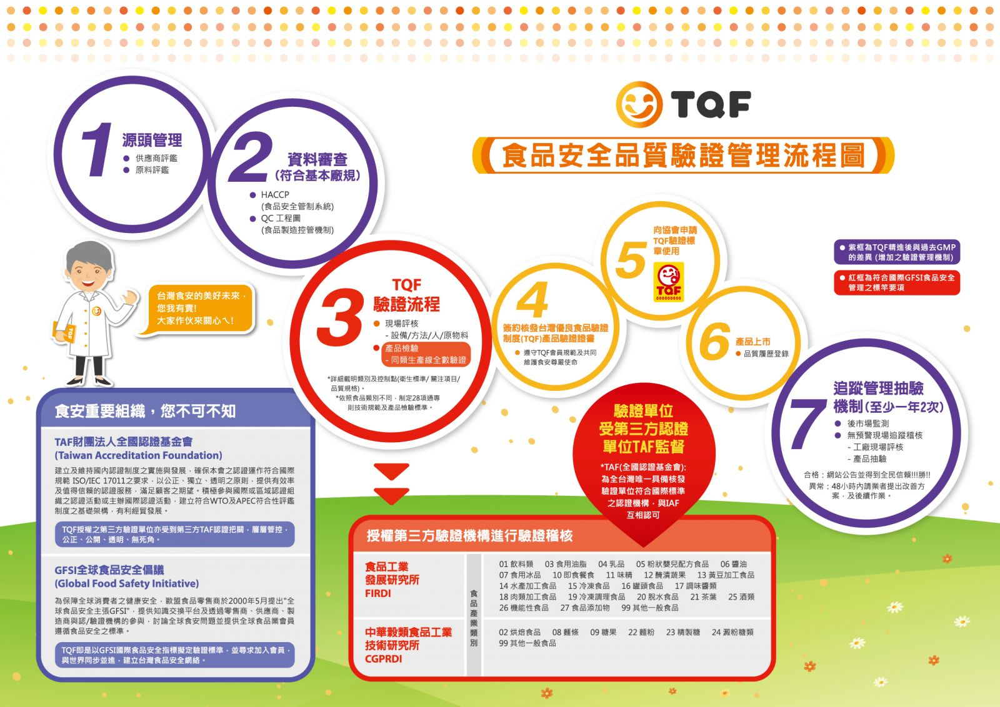 TQF
食品安全品質驗證管理流程圖
1
源頭管理
● 供應商評鑑
● 原料評鑑
2
資料審查
(符合基本廠規)
● HACCP
(食品安全管制系統)
● QC 工程圖
(食品製造控管機制)
3
TQF
驗證流程
● 現場評核
- 設備/方法/人/原物料
● 產品檢驗
- 同類生產線全數驗證
*詳細載明類別及控制點(衛生標準/ 關注項目/
品質規格)。
*依照食品類別不同，制定28項通專
則技術規範及產品檢驗標準。
4
簽約核發台灣優良食品驗證
制度(TQF)產品驗證證書
● 遵守TQF會員規範及共同
維護食安尊嚴使命
5
向協會申請
TQF驗證標
章使用
TQF
000000000
6
產品上市
● 品質履歷登錄
7
追蹤管理抽驗
機制(至少一年2次)
● 後市場監測
● 無預警現場追蹤稽核
- 工廠現場評核
- 產品抽驗
合格：網站公告並得到全民信賴!!!勝!!
異常：48小時內請業者提出改善方
案，及後續作業。
● 紫框為TQF精進後與過去GMP
的差異 (增加之驗證管理機制)
● 紅框為符合國際GFSI食品安全
管理之標竿要項
台灣食安的美好未來，
您我有責!
大家作伙來關心ㄟ!
TQF
食安重要組織，您不可不知
TAF財團法人全國認證基金會
(Taiwan Accreditation Foundation)
建立及維持國內認證制度之實施與發展，確保本會之認證運作符合國際
規範 ISO/IEC 17011之要求，以公正、獨立、透明之原則，提供有效率
及值得信賴的認證服務，滿足顧客之期望。積極參與國際或區域認證組
織之認證活動或主辦國際認證活動，建立符合WTO及APEC符合性評鑑
制度之基礎架構，有利經貿發展。
TQF授權之第三方驗證單位亦受到第三方TAF認證把關，層層管控，
公正、公開、透明、無死角。
GFSI全球食品安全倡議
(Global Food Safety Initiative)
為保障全球消費者之健康安全，歐盟食品零售商於2000年5月提出"全
球食品安全主張GFSI"，提供知識交換平台及透過零售商、供應商、製
造商與認/驗證機構的參與，討論全球食安問題並提供全球食品業會員
遵循食品安全之標準。
TQF即是以GFSI國際食品安全指標擬定驗證標準，並尋求加入會員，
與世界同步並進，建立台灣食品安全網絡。
驗證單位
受第三方認證
單位TAF監督
*TAF(全國認證基金會):
為全台灣唯一具備核發
驗證單位符合國際標準
之認證機構，與IAF
互相認可
授權第三方驗證機構進行驗證稽核
食品工業
發展研究所
FIRDI
食品產業類別
01 飲料類 03 食用油脂 04 乳品 05 粉狀嬰兒配方食品 06 醬油
07 食用冰品 10 即食餐食 11 味精 12 醃漬蔬果 13 黃豆加工食品
14 水產加工食品 15 冷凍食品 16 罐頭食品 17 調味醬類
18 肉類加工食品 19 冷凍調理食品 20 脫水食品 21 茶葉 25 酒類
26 機能性食品 27 食品添加物 99 其他一般食品
中華穀類食品工業
技術研究所
CGPRDI
02 烘焙食品 08 麵條 09 糖果 22 麵粉 23 精製糖 24 澱粉糖類
99 其他一般食品